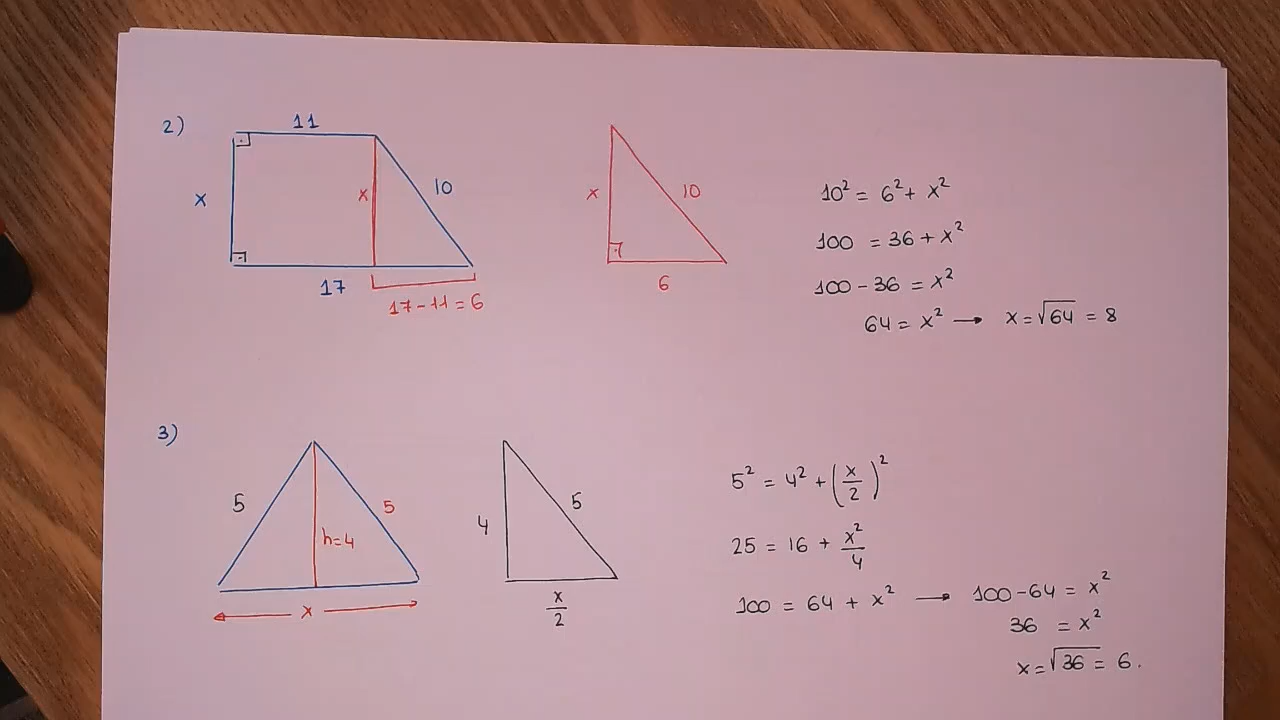 2)
11
x
x
10
17
17-11=6
x
10
6
10² = 6² + x²
100 = 36 + x²
100 - 36 = x²
64 = x² → x = √64 = 8
3)
5
5
h=4
x
4
5
x/2
5² = 4² + (x/2)²
25 = 16 + x²/4
100 = 64 + x² → 100-64 = x²
36 = x²
x = √36 = 6.